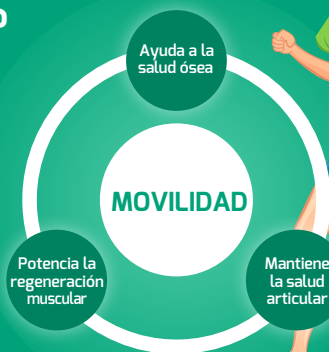 Ayuda a la
salud ósea
MOVILIDAD
Potencia la
regeneración
muscular
Mantiene
la salud
articular